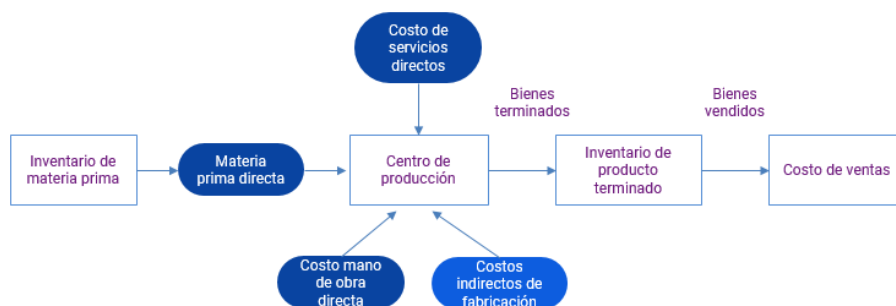 Costo de
servicios
directos
Bienes
terminados
Bienes
vendidos
Inventario de
materia prima
Materia
prima directa
Centro de
producción
Inventario de
producto
terminado
Costo de ventas
Costo mano
de obra
directa
Costos
indirectos de
fabricación